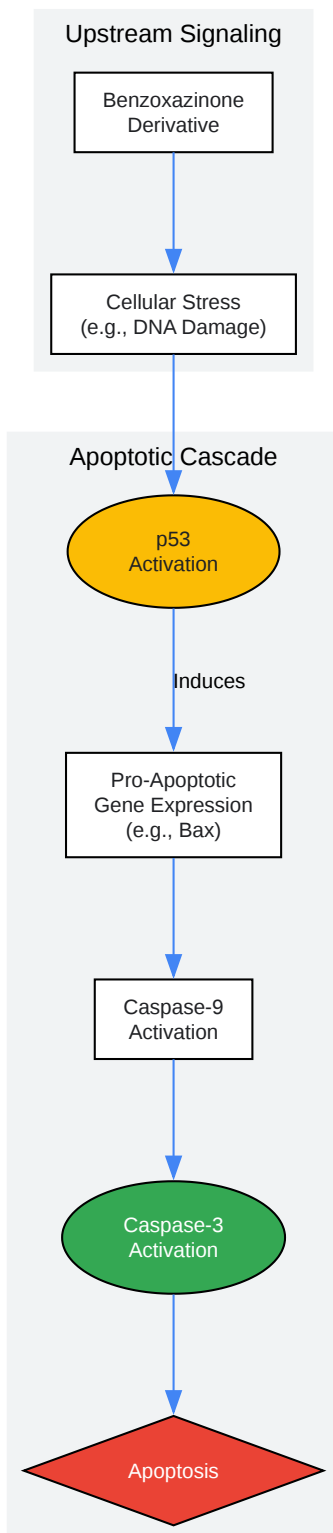 Upstream Signaling
Benzoxazinone
Derivative
Cellular Stress
(e.g., DNA Damage)
Apoptotic Cascade
p53
Activation
Induces
Pro-Apoptotic
Gene Expression
(e.g., Bax)
Caspase-9
Activation
Caspase-3
Activation
Apoptosis